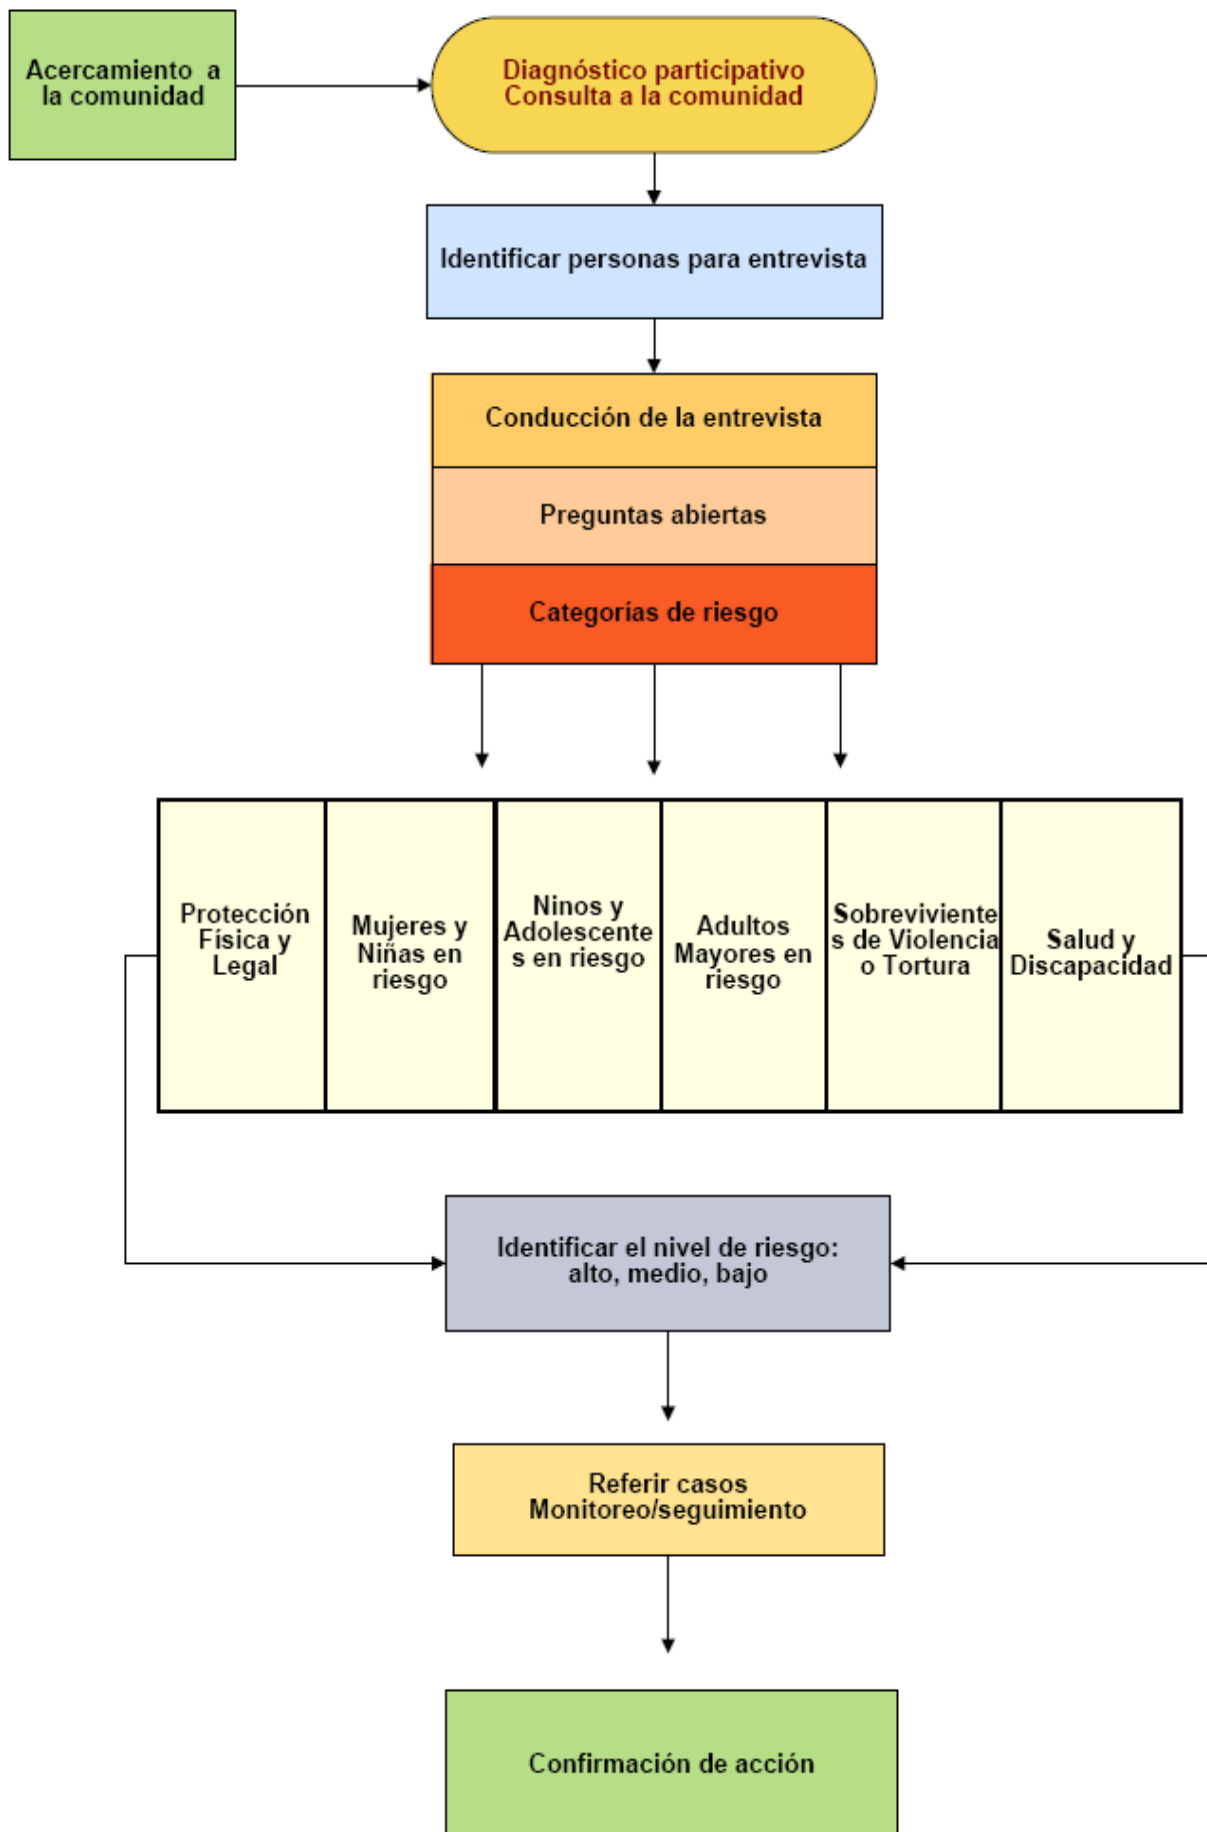 Acercamiento a
la comunidad
Diagnóstico participativo
Consulta a la comunidad
Identificar personas para entrevista
Conducción de la entrevista
Preguntas abiertas
Categorías de riesgo
Protección
Física y
Legal
Mujeres y
Niñas en
riesgo
Ninos y
Adolescente
s en riesgo
Adultos
Mayores en
riesgo
Sobreviviente
s de Violencia
o Tortura
Salud y
Discapacidad
Identificar el nivel de riesgo:
alto, medio, bajo
Referir casos
Monitoreo/seguimiento
Confirmación de acción